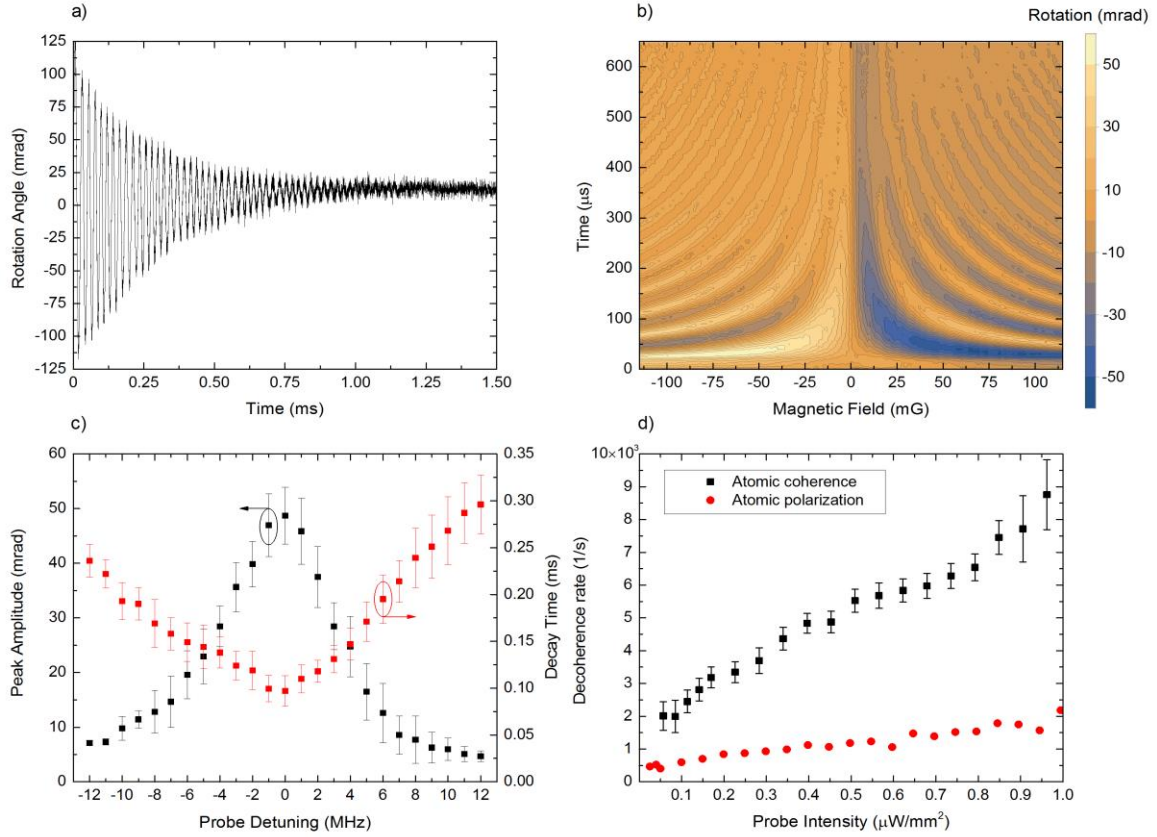 a)
125
100
75
50
25
0
-25
-50
-75
-100
-125
Rotation Angle (mrad)
0 0.25 0.50 0.75 1.00 1.25 1.50
Time (ms)
b)
Rotation (mrad)
600
500
400
300
200
100
0
Time (µs)
-100 -75 -50 -25 0 25 50 75 100
Magnetic Field (mG)
50
30
10
-10
-30
-50
c)
60
50
40
30
20
10
0
Peak Amplitude (mrad)
0.35
0.30
0.25
0.20
0.15
0.10
0.05
0.00
Decay Time (ms)
-12 -10 -8 -6 -4 -2 0 2 4 6 8 10 12
Probe Detuning (MHz)
d)
10×10³
9
8
7
6
5
4
3
2
1
0
Decoherence rate (1/s)
Atomic coherence
Atomic polarization
0.1 0.2 0.3 0.4 0.5 0.6 0.7 0.8 0.9 1.0
Probe Intensity (µW/mm²)